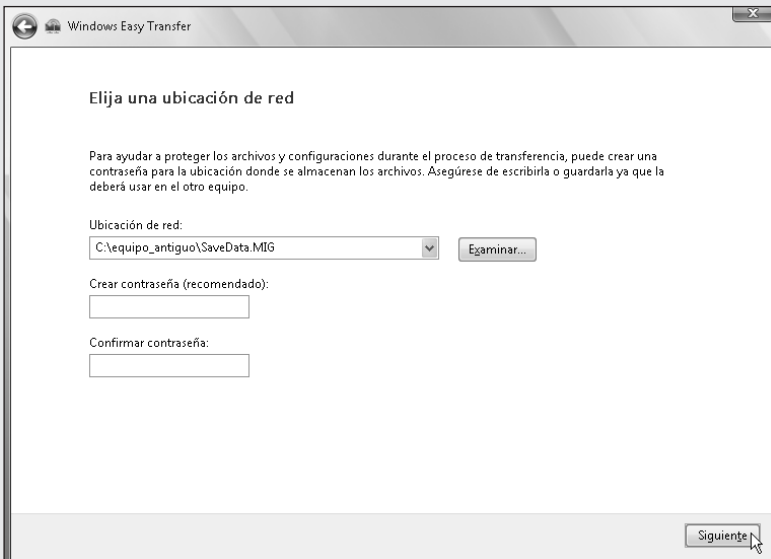 Windows Easy Transfer
Elija una ubicación de red
Para ayudar a proteger los archivos y configuraciones durante el proceso de transferencia, puede crear una
contraseña para la ubicación donde se almacenan los archivos. Asegúrese de escribirla o guardarla ya que la
deberá usar en el otro equipo.
Ubicación de red:
C:\equipo_antiguo\SaveData.MIG
Examinar...
Crear contraseña (recomendado):
Confirmar contraseña:
Siguiente